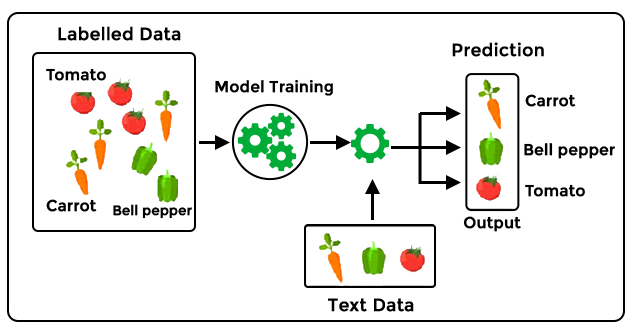 Labelled Data
Tomato
Carrot
Bell pepper
Model Training
Text Data
Prediction
Carrot
Bell pepper
Tomato
Output